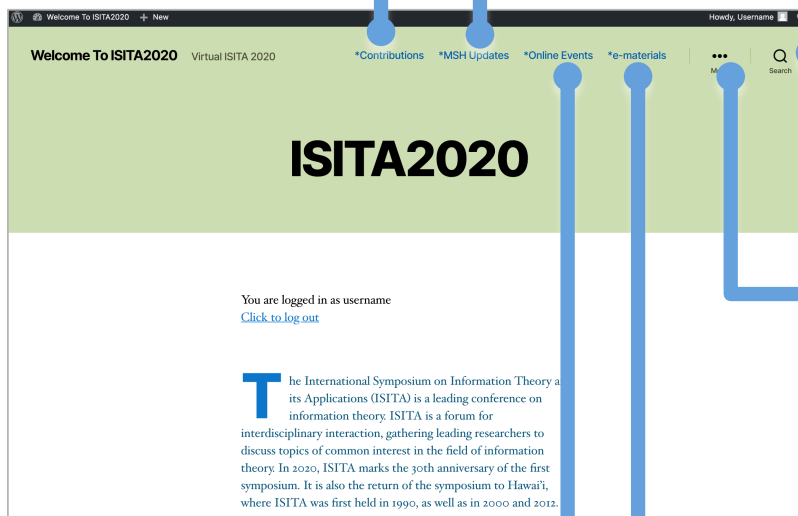 Welcome To ISITA2020 New Howdy, Username
Welcome To ISITA2020 Virtual ISITA 2020 *Contributions *MSH Updates *Online Events *e-materials Search
ISITA2020
You are logged in as username
Click to log out
The International Symposium on Information Theory
its Applications (ISITA) is a leading conference on
information theory. ISITA is a forum for
interdisciplinary interaction, gathering leading researchers to
discuss topics of common interest in the field of information
theory. In 2020, ISITA marks the 30th anniversary of the first
symposium. It is also the return of the symposium to Hawai'i,
where ISITA was first held in 1990, as well as in 2000 and 2012.